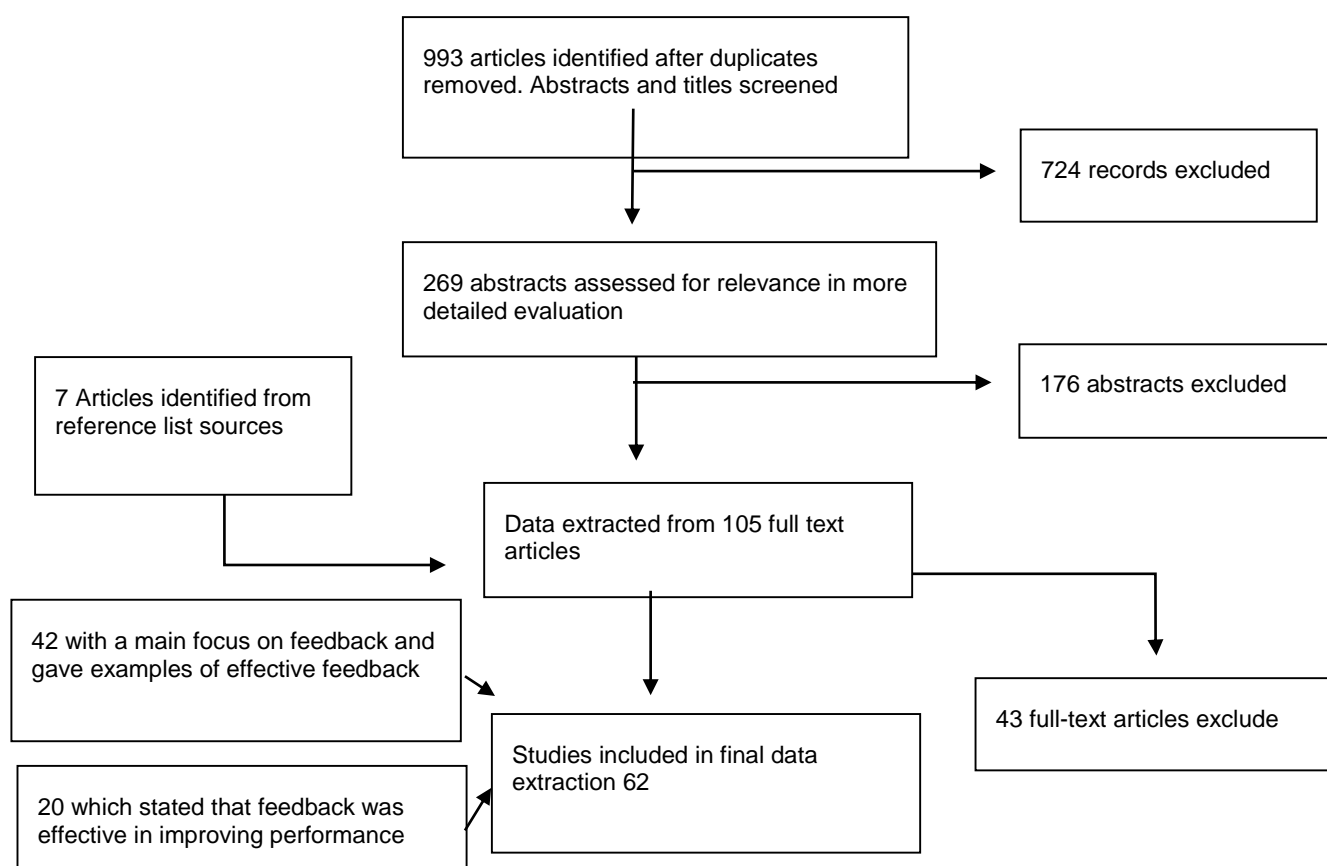 993 articles identified after duplicates
removed. Abstracts and titles screened
724 records excluded
269 abstracts assessed for relevance in more
detailed evaluation
7 Articles identified from
reference list sources
176 abstracts excluded
Data extracted from 105 full text
articles
42 with a main focus on feedback and
gave examples of effective feedback
43 full-text articles exclude
Studies included in final data
extraction 62
20 which stated that feedback was
effective in improving performance